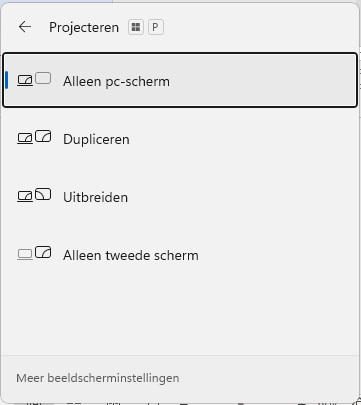 Projecteren P
Alleen pc-scherm
Dupliceren
Uitbreiden
Alleen tweede scherm
Meer beeldscherminstellingen